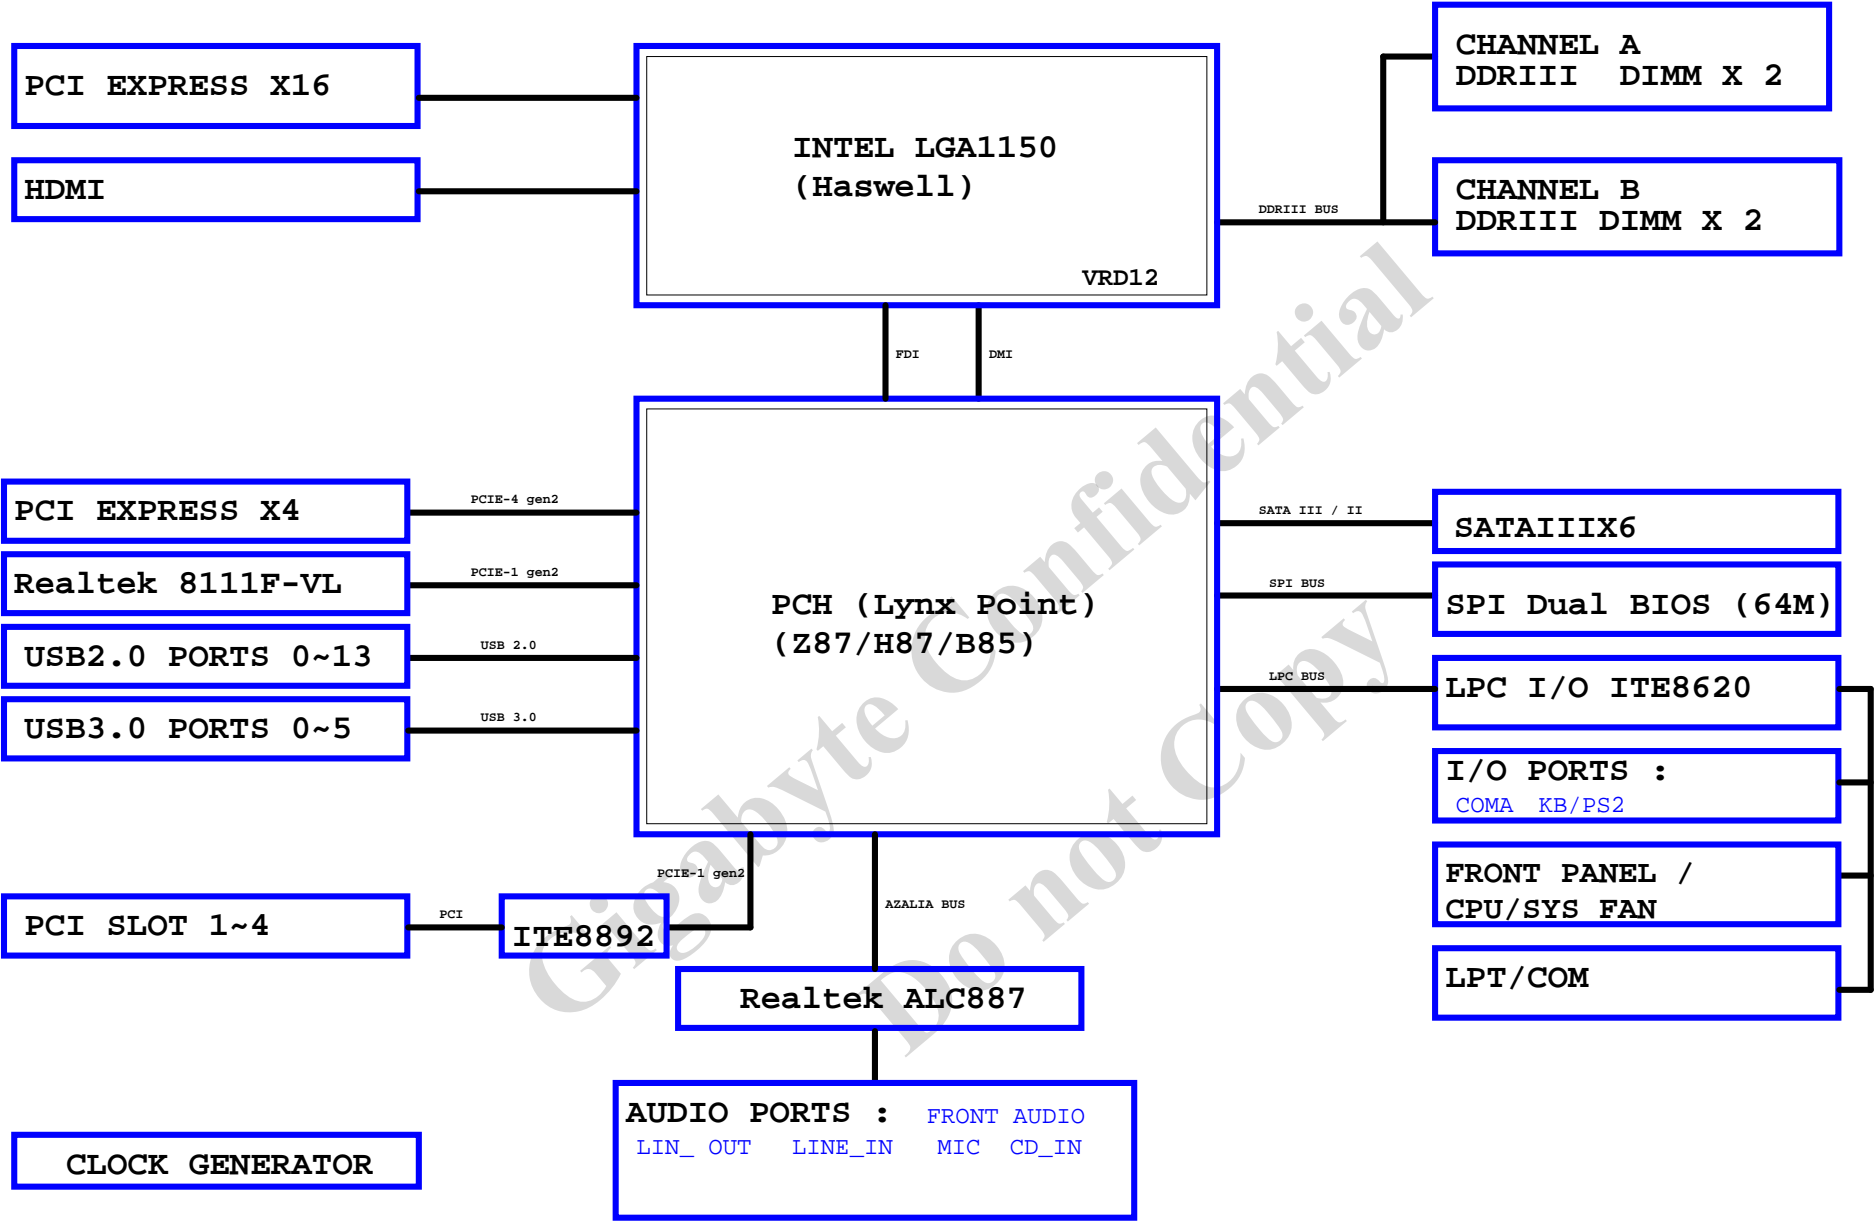 PCI EXPRESS X16
HDMI
INTEL LGA1150
(Haswell)
VRD12
CHANNEL A
DDRIII DIMM X 2
DDRIII BUS
CHANNEL B
DDRIII DIMM X 2
FDI
DMI
PCI EXPRESS X4
PCIE-4 gen2
Realtek 8111F-VL
PCIE-1 gen2
USB2.0 PORTS 0~13
USB 2.0
USB3.0 PORTS 0~5
USB 3.0
PCH (Lynx Point)
(Z87/H87/B85)
SATA III / II
SATAIIIX6
SPI BUS
SPI Dual BIOS (64M)
LPC BUS
LPC I/O ITE8620
I/O PORTS :
COMA KB/PS2
FRONT PANEL /
CPU/SYS FAN
LPT/COM
PCI SLOT 1~4
PCI
ITE8892
PCIE-1 gen2
AZALIA BUS
Realtek ALC887
AUDIO PORTS : FRONT AUDIO
LIN_ OUT LINE_IN MIC CD_IN
CLOCK GENERATOR
Gigabyte Confidential
Do not Copy